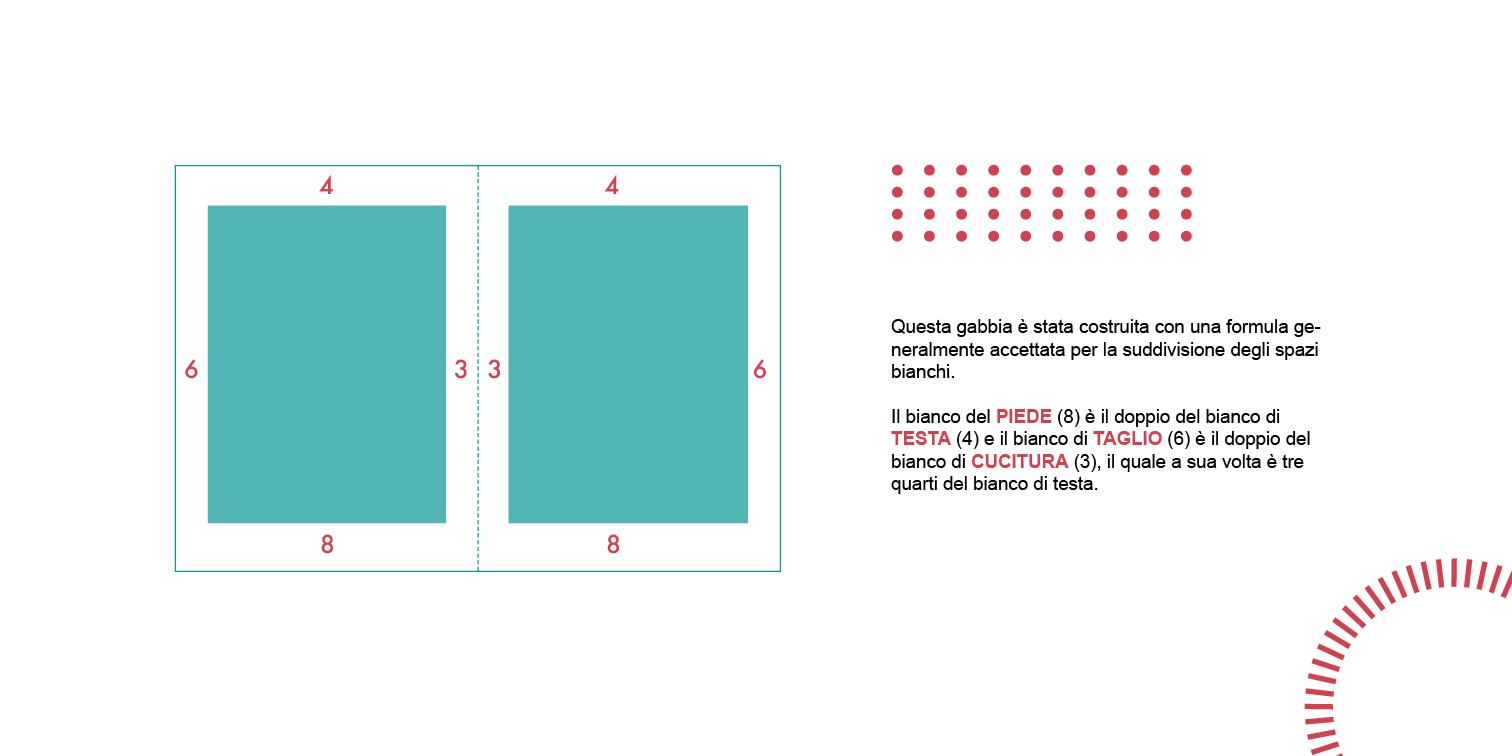 4 4
6 3 3 6
8 8
Questa gabbia è stata costruita con una formula ge-
neralmente accettata per la suddivisione degli spazi
bianchi.
Il bianco del PIEDE (8) è il doppio del bianco di
TESTA (4) e il bianco di TAGLIO (6) è il doppio del
bianco di CUCITURA (3), il quale a sua volta è tre
quarti del bianco di testa.